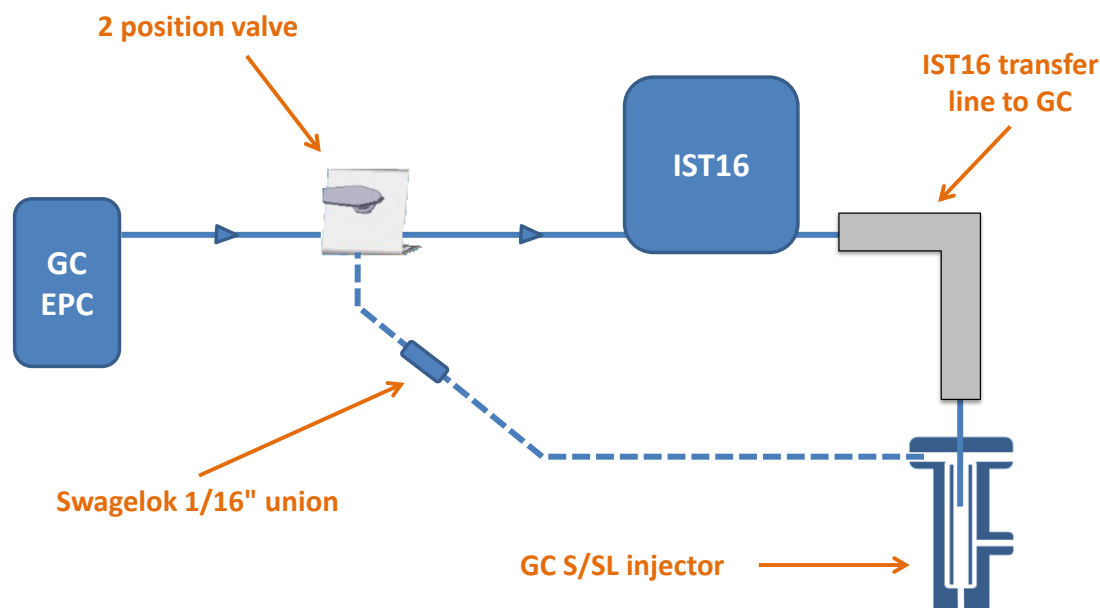 2 position valve
IST16 transfer
line to GC
IST16
GC
EPC
Swagelok 1/16" union
GC S/SL injector